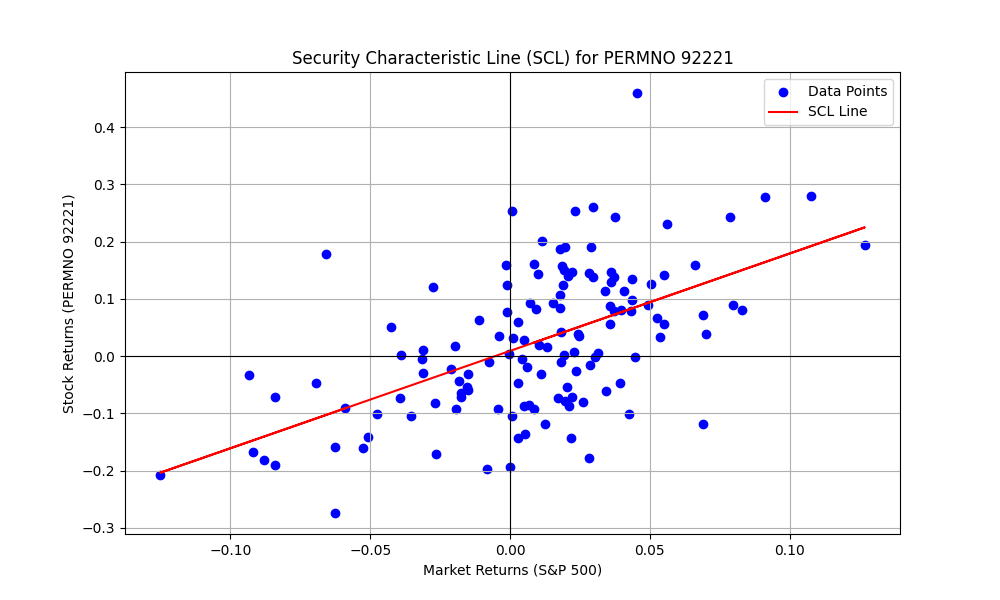 Security Characteristic Line (SCL) for PERMNO 92221
Data Points
SCL Line
Stock Returns (PERMNO 92221)
0.4
0.3
0.2
0.1
0.0
−0.1
−0.2
−0.3
−0.10
−0.05
0.00
0.05
0.10
Market Returns (S&P 500)